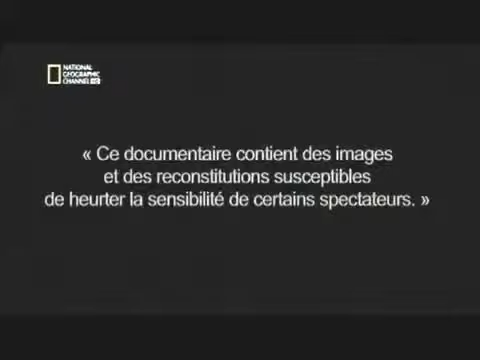 NATIONAL
GEOGRAPHIC
CHANNEL HD
« Ce documentaire contient des images
et des reconstitutions susceptibles
de heurter la sensibilité de certains spectateurs. »